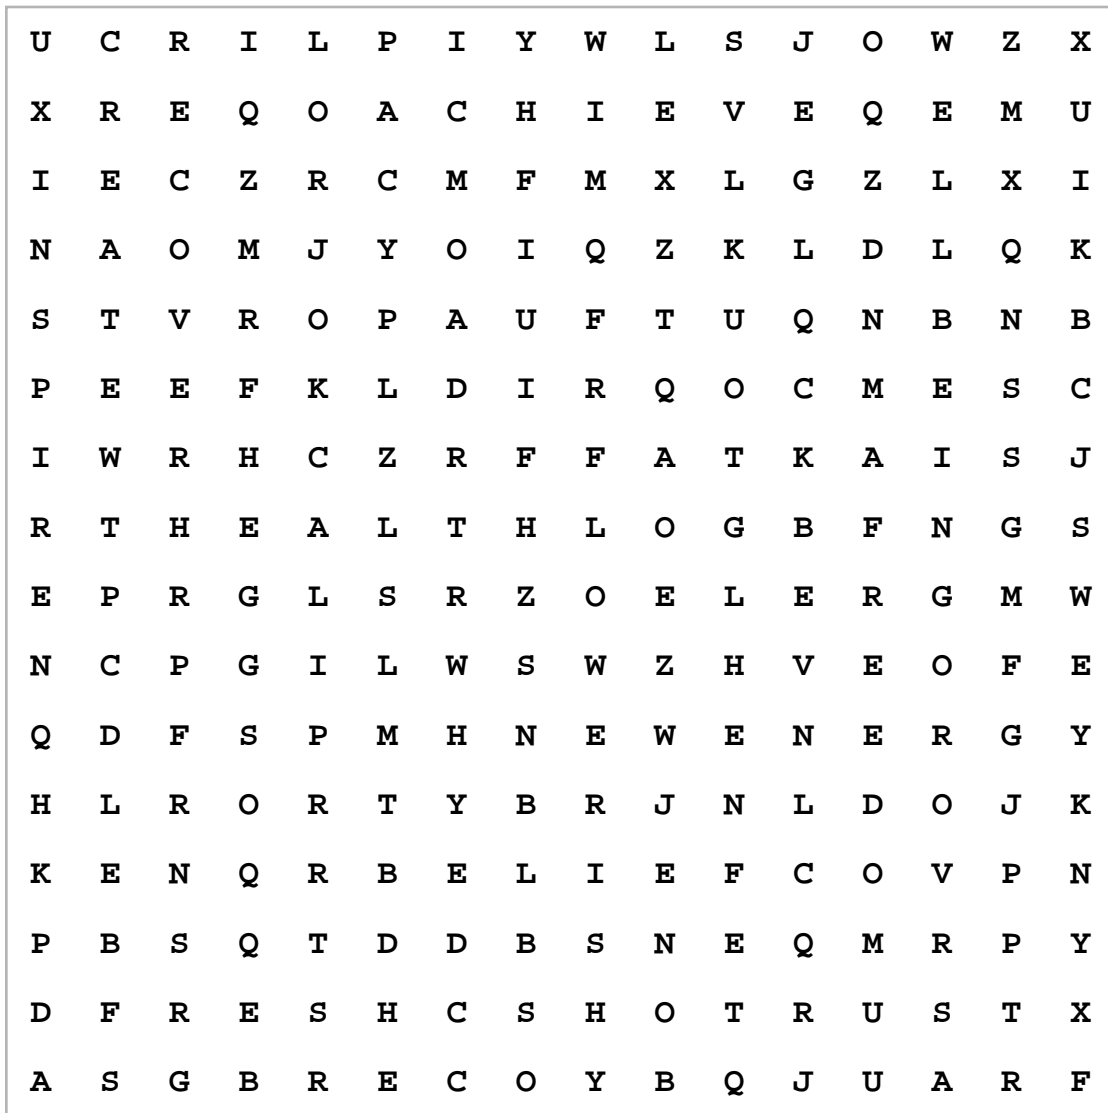 U C R I L P I Y W L S J O W Z X
X R E Q O A C H I E V E Q E M U
I E C Z R C M F M X L G Z L X I
N A O M J Y O I Q Z K L D L Q K
S T V R O P A U F T U Q N B N B
P E E F K L D I R Q O C M E S C
I W R H C Z R F F A T K A I S J
R T H E A L T H L O G B F N G S
E P R G L S R Z O E L E R G M W
N C P G I L W S W Z H V E O F E
Q D F S P M H N E W E N E R G Y
H L R O R T Y B R J N L D O J K
K E N Q R B E L I E F C O V P N
P B S Q T D D B S N E Q M R P Y
D F R E S H C S H O T R U S T X
A S G B R E C O Y B Q J U A R F